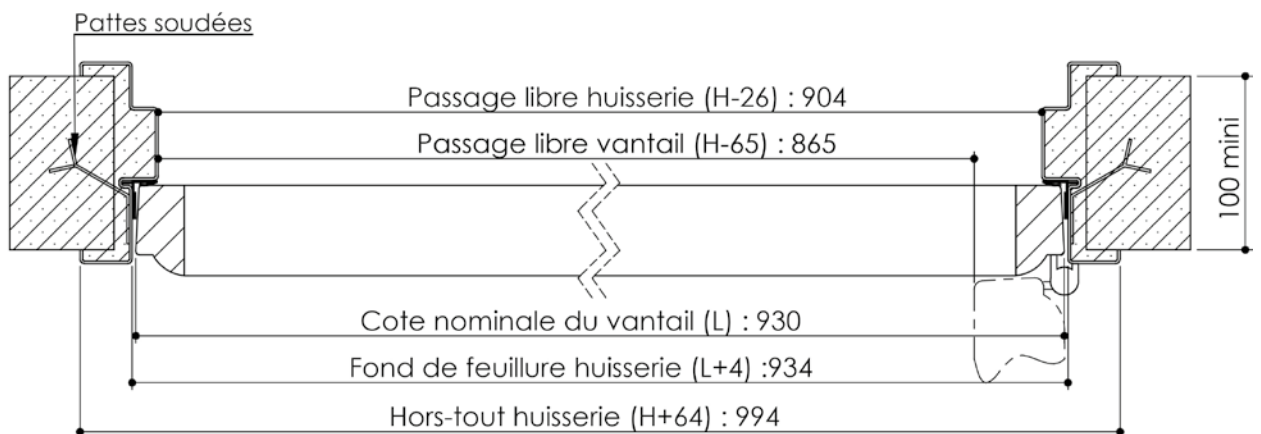 Pattes soudées
Passage libre huisserie (H-26) : 904
Passage libre vantail (H-65) : 865
100 mini
Cote nominale du vantail (L) : 930
Fond de feuillure huisserie (L+4) :934
Hors-tout huisserie (H+64) : 994